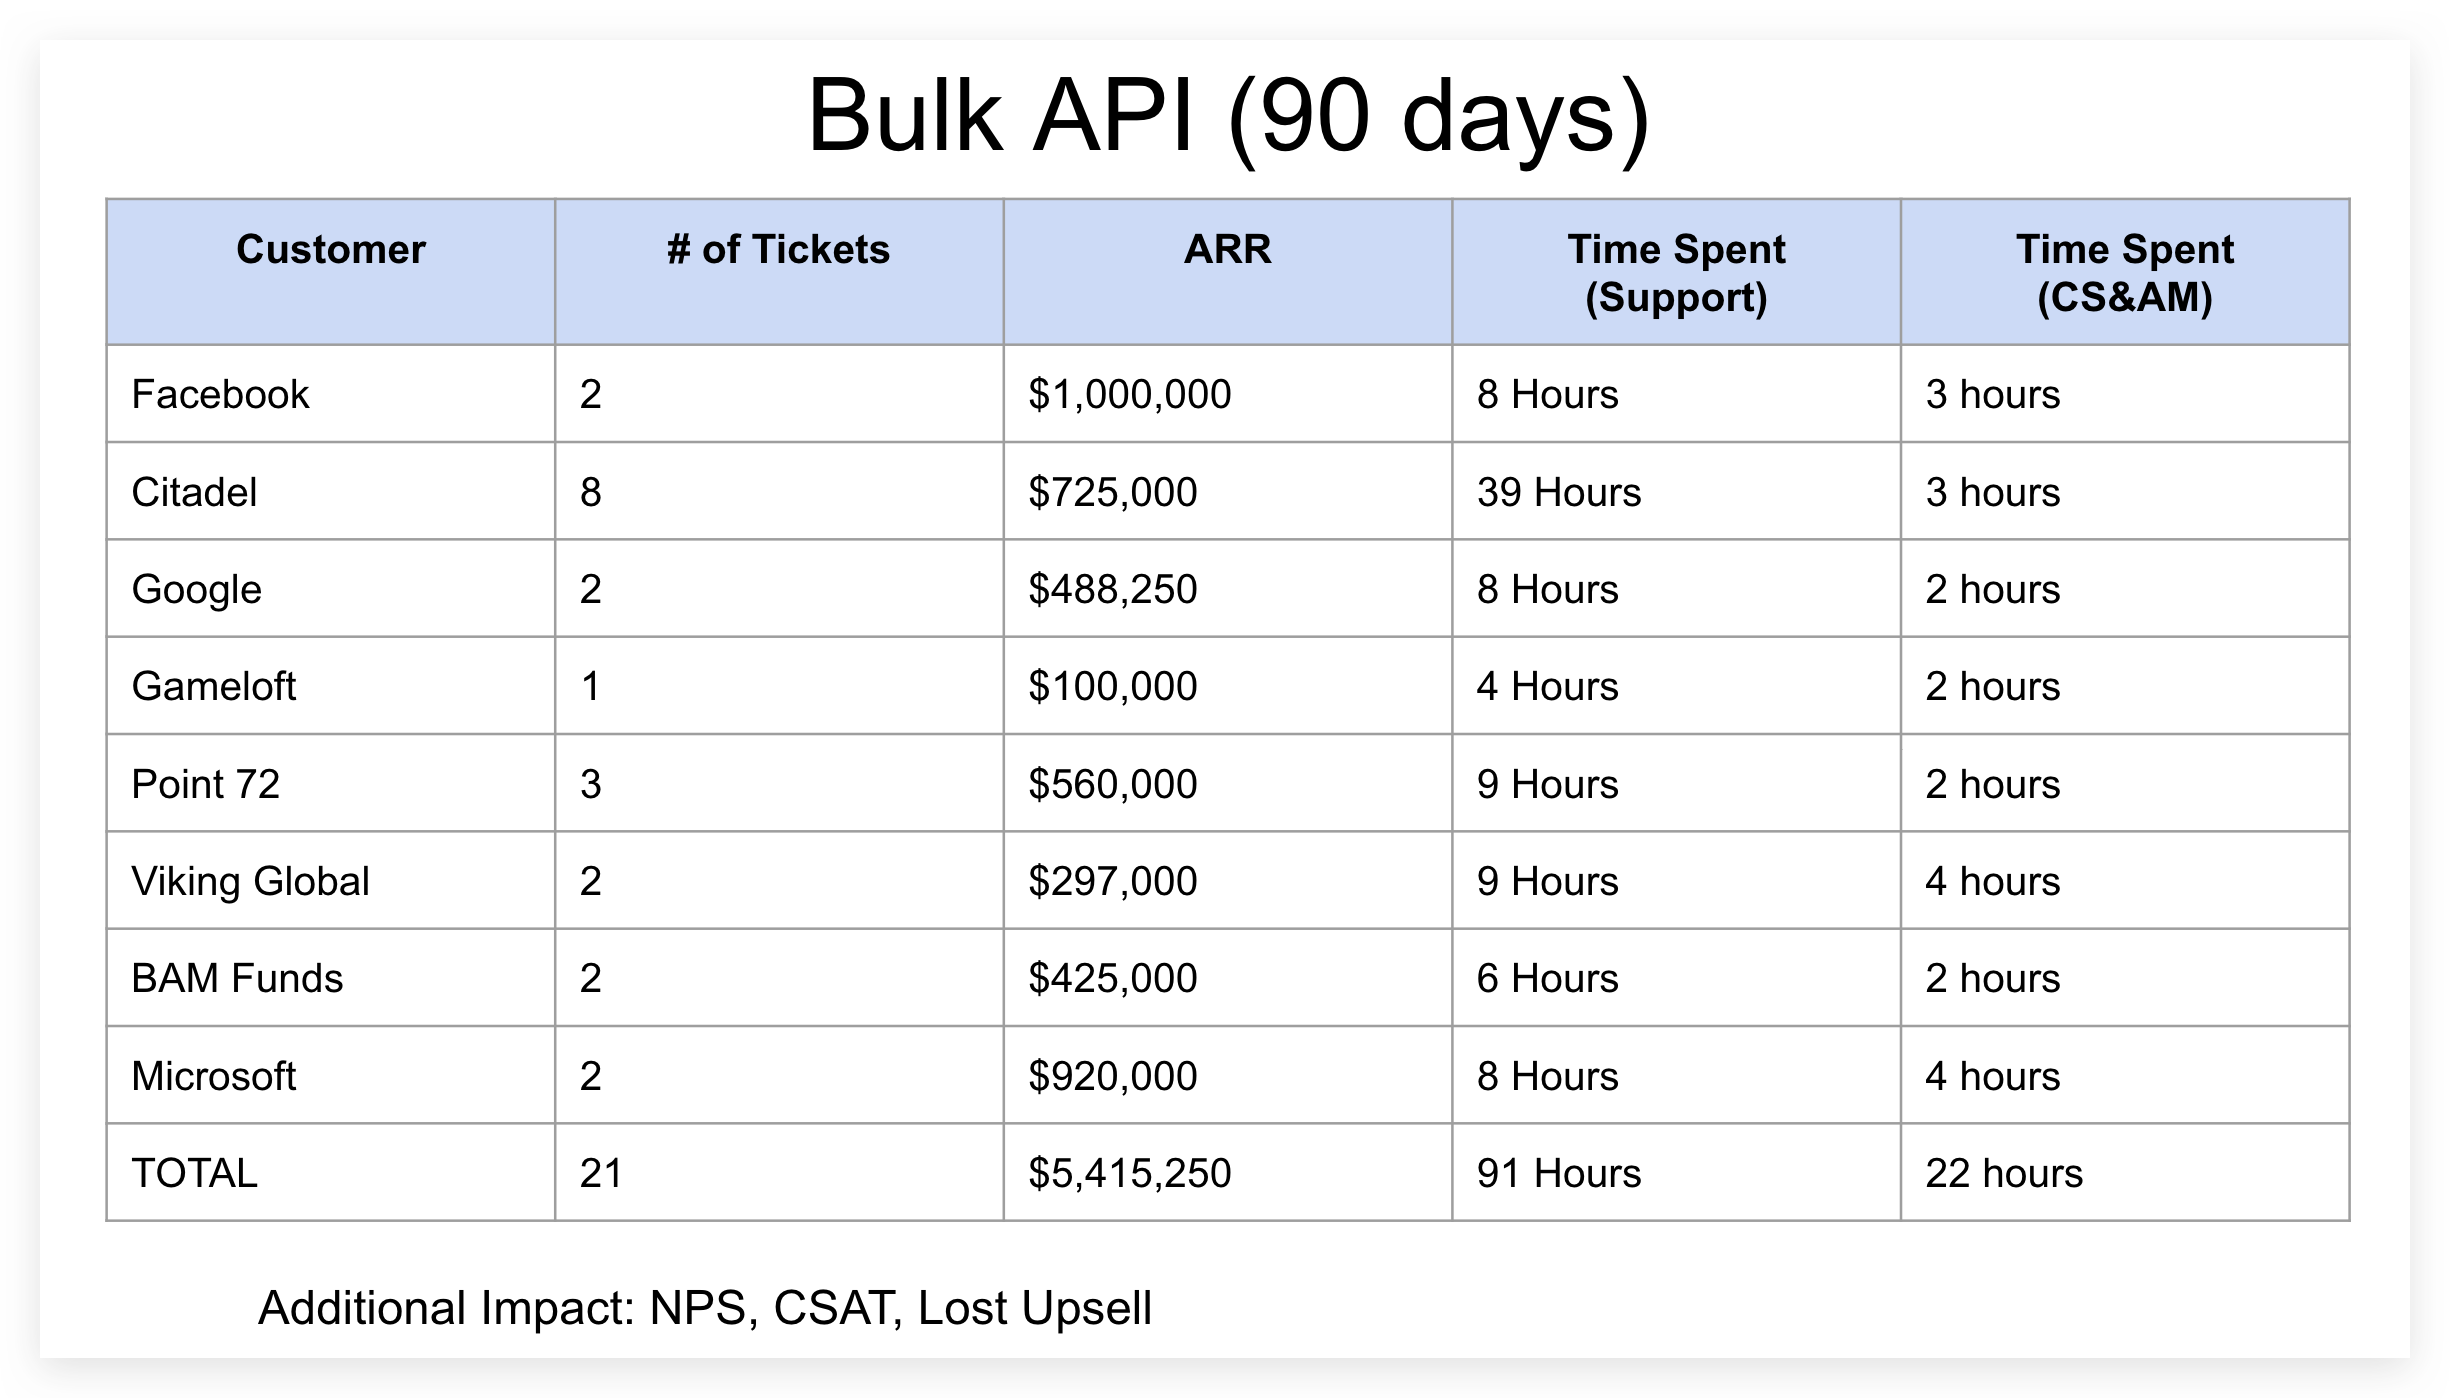 Bulk API (90 days)
Customer # of Tickets ARR Time Spent (Support) Time Spent (CS&AM)
Facebook 2 $1,000,000 8 Hours 3 hours
Citadel 8 $725,000 39 Hours 3 hours
Google 2 $488,250 8 Hours 2 hours
Gameloft 1 $100,000 4 Hours 2 hours
Point 72 3 $560,000 9 Hours 2 hours
Viking Global 2 $297,000 9 Hours 4 hours
BAM Funds 2 $425,000 6 Hours 2 hours
Microsoft 2 $920,000 8 Hours 4 hours
TOTAL 21 $5,415,250 91 Hours 22 hours
Additional Impact: NPS, CSAT, Lost Upsell